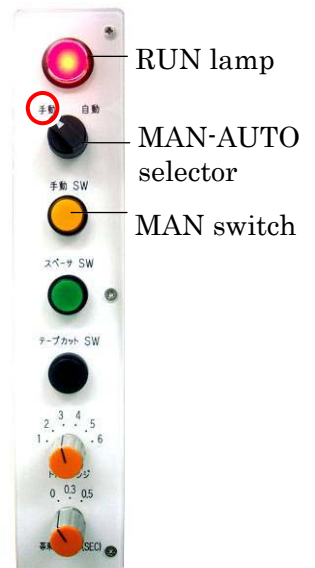 RUN lamp
手動 自動
MAN-AUTO
selector
手動 SW
MAN switch
スペーサ SW
テープカット SW
1 2 3 4 5 6
0 0.3 0.5
(SEC)